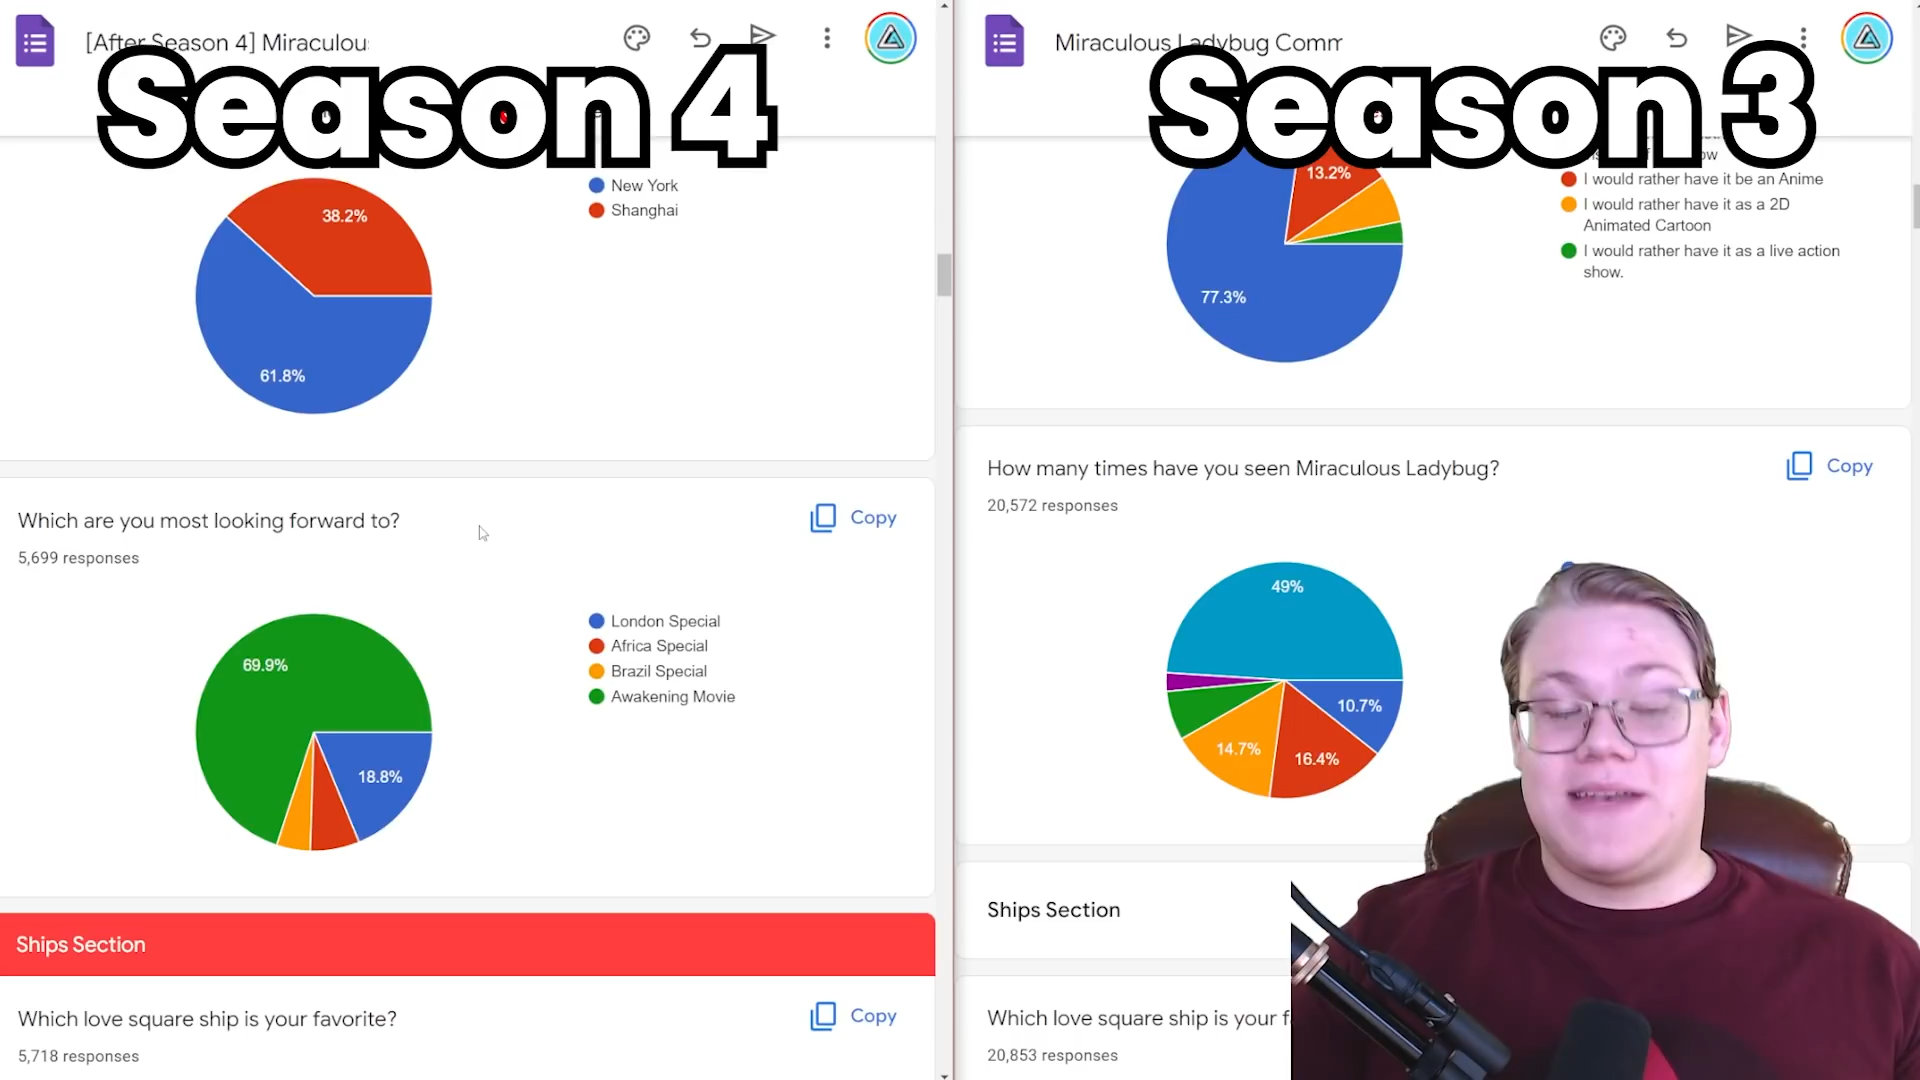 [After Season 4] Miraculou
Season 4
New York
Shanghai
38.2%
61.8%
Which are you most looking forward to?
Copy
5,699 responses
London Special
Africa Special
Brazil Special
Awakening Movie
69.9%
18.8%
Ships Section
Which love square ship is your favorite?
Copy
5,718 responses
Miraculous Ladybug Comm
Season 3
I would rather have it be an Anime
I would rather have it as a 2D
Animated Cartoon
I would rather have it as a live action
show.
13.2%
77.3%
How many times have you seen Miraculous Ladybug?
Copy
20,572 responses
49%
10.7%
14.7%
16.4%
Ships Section
Which love square ship is your f
20,853 responses